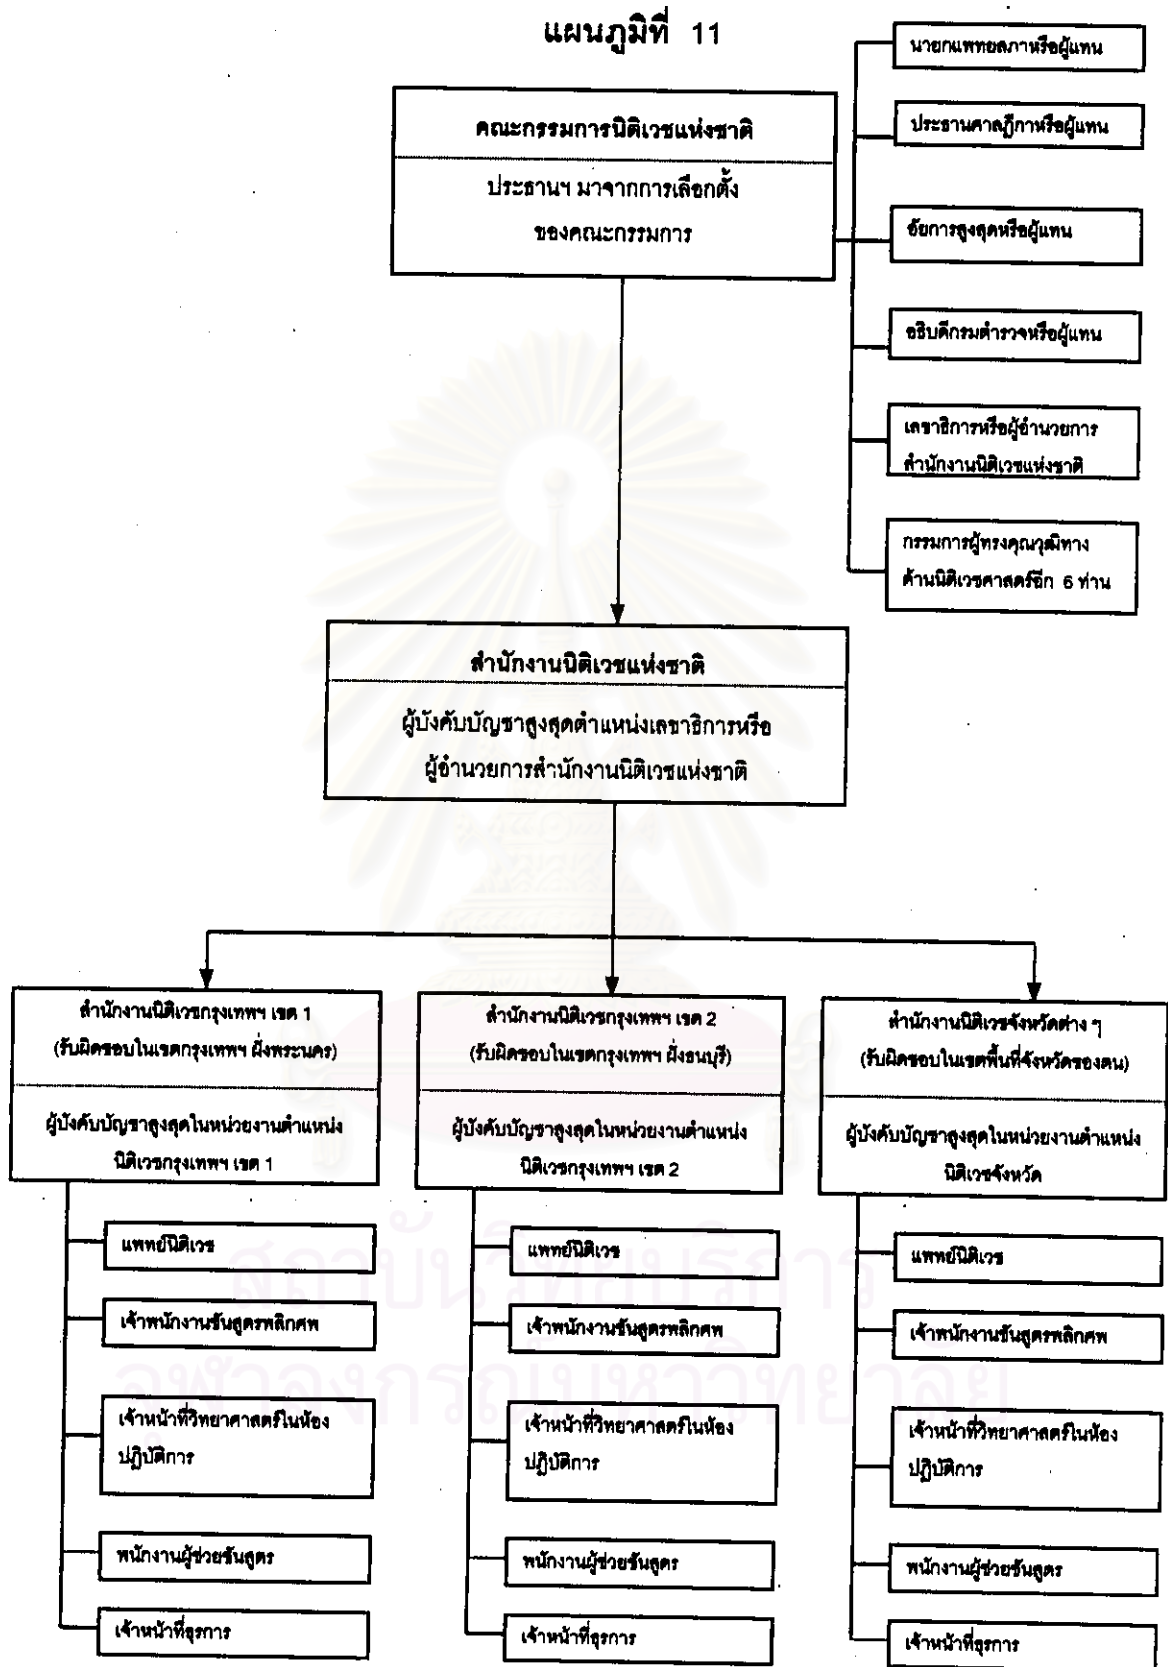 แผนภูมิที่ 11
คณะกรรมการนิติเวชแห่งชาติ
ประธานฯ มาจากการเลือกตั้ง
ของคณะกรรมการ
นายกแพทยสภาหรือผู้แทน
ประธานศาลฎีกาหรือผู้แทน
อัยการสูงสุดหรือผู้แทน
อธิบดีกรมตำรวจหรือผู้แทน
เลขาธิการหรือผู้อำนวยการ
สำนักงานนิติเวชแห่งชาติ
กรรมการผู้ทรงคุณวุฒิทาง
ด้านนิติเวชศาสตร์อีก 6 ท่าน
สำนักงานนิติเวชแห่งชาติ
ผู้บังคับบัญชาสูงสุดตำแหน่งเลขาธิการหรือ
ผู้อำนวยการสำนักงานนิติเวชแห่งชาติ
สำนักงานนิติเวชกรุงเทพฯ เขต 1
(รับผิดชอบในเขตกรุงเทพฯ ฝั่งพระนคร)
ผู้บังคับบัญชาสูงสุดในหน่วยงานตำแหน่ง
นิติเวชกรุงเทพฯ เขต 1
แพทย์นิติเวช
เจ้าพนักงานชันสูตรพลิกศพ
เจ้าหน้าที่วิทยาศาสตร์ในห้อง
ปฏิบัติการ
พนักงานผู้ช่วยชันสูตร
เจ้าหน้าที่ธุรการ
สำนักงานนิติเวชกรุงเทพฯ เขต 2
(รับผิดชอบในเขตกรุงเทพฯ ฝั่งธนบุรี)
ผู้บังคับบัญชาสูงสุดในหน่วยงานตำแหน่ง
นิติเวชกรุงเทพฯ เขต 2
แพทย์นิติเวช
เจ้าพนักงานชันสูตรพลิกศพ
เจ้าหน้าที่วิทยาศาสตร์ในห้อง
ปฏิบัติการ
พนักงานผู้ช่วยชันสูตร
เจ้าหน้าที่ธุรการ
สำนักงานนิติเวชจังหวัดต่าง ๆ
(รับผิดชอบในเขตพื้นที่จังหวัดของตน)
ผู้บังคับบัญชาสูงสุดในหน่วยงานตำแหน่ง
นิติเวชจังหวัด
แพทย์นิติเวช
เจ้าพนักงานชันสูตรพลิกศพ
เจ้าหน้าที่วิทยาศาสตร์ในห้อง
ปฏิบัติการ
พนักงานผู้ช่วยชันสูตร
เจ้าหน้าที่ธุรการ
สถาบันวิทยบริการ
จุฬาลงกรณ์มหาวิทยาลัย